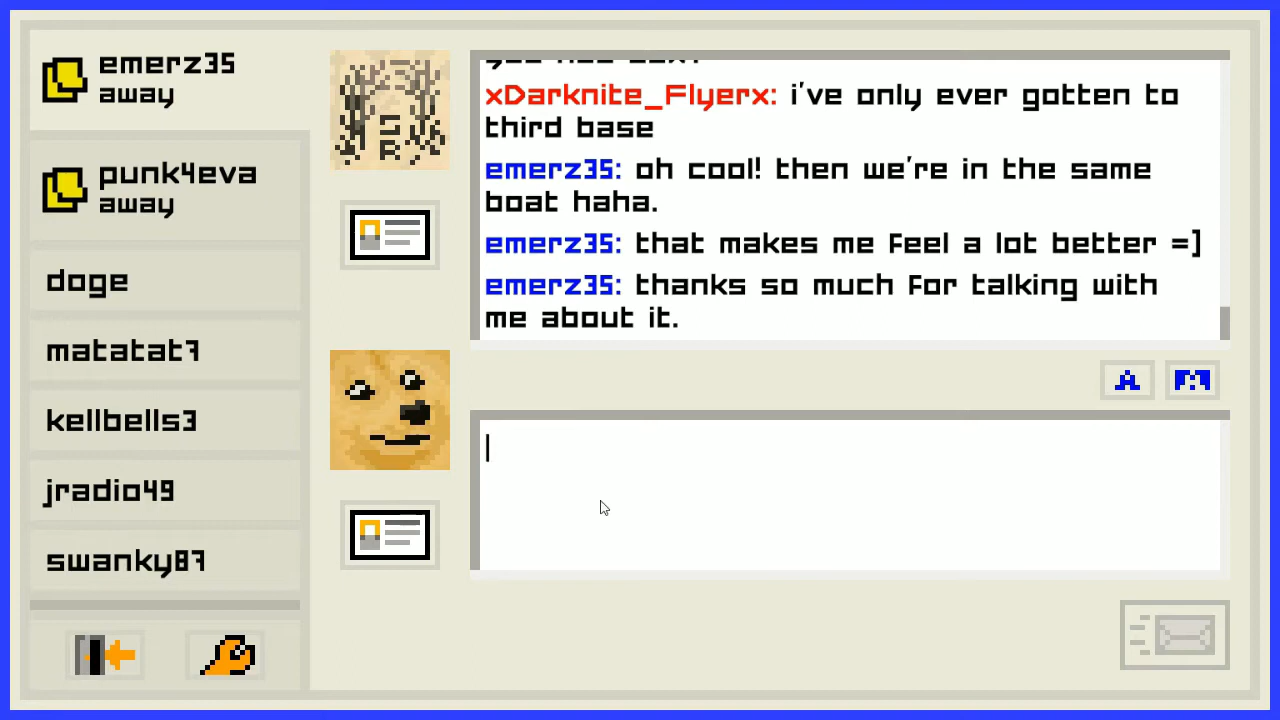 emerz35
away
punk4eva
away
doge
matatat7
kellbells3
jradio49
swanky87
xDarknite_Flyerx: i've only ever gotten to
third base
emerz35: oh cool! then we're in the same
boat haha.
emerz35: that makes me feel a lot better =]
emerz35: thanks so much for talking with
me about it.
A